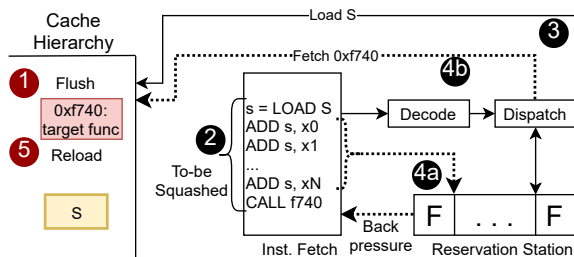 Cache
Hierarchy
Load S
3
Fetch 0xf740
4b
1
Flush
0xf740:
target func
5
Reload
S
2
To-be
Squashed
s = LOAD S
ADD s, x0
ADD s, x1
...
ADD s, xN
CALL f740
Inst. Fetch
Decode
Dispatch
4a
Back
pressure
F . . . F
Reservation Station